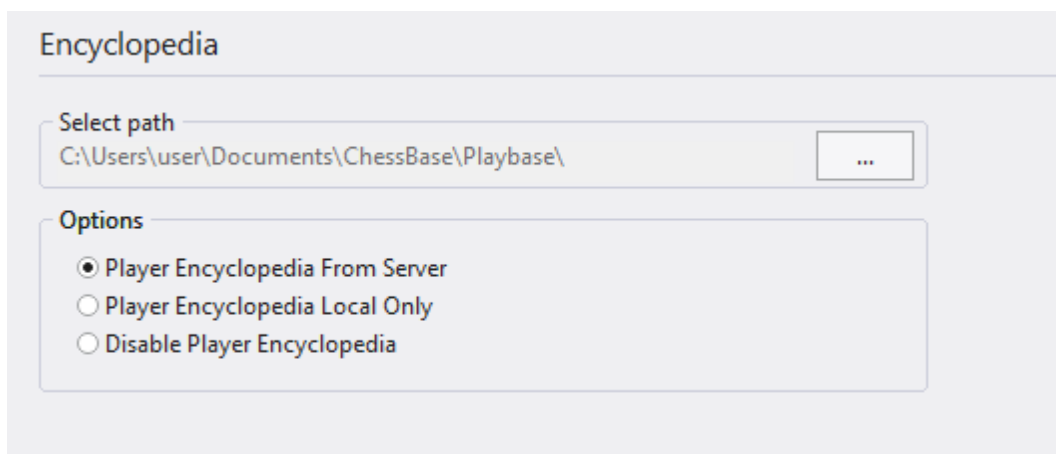 Encyclopedia
Select path
C:\Users\user\Documents\ChessBase\Playbase\
...
Options
Player Encyclopedia From Server
Player Encyclopedia Local Only
Disable Player Encyclopedia